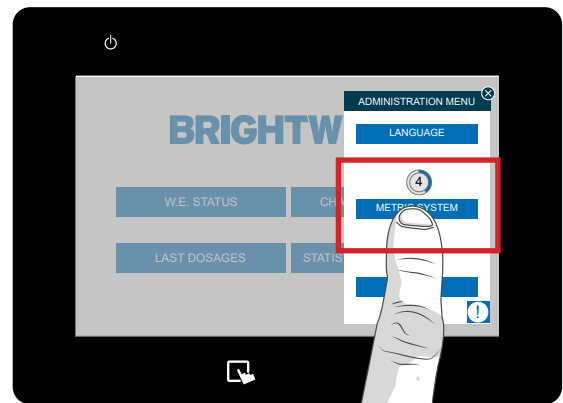 ADMINISTRATION MENU
BRIGHTW
LANGUAGE
4
W.E. STATUS
CH
METRIC SYSTEM
LAST DOSAGES
STATIS
!